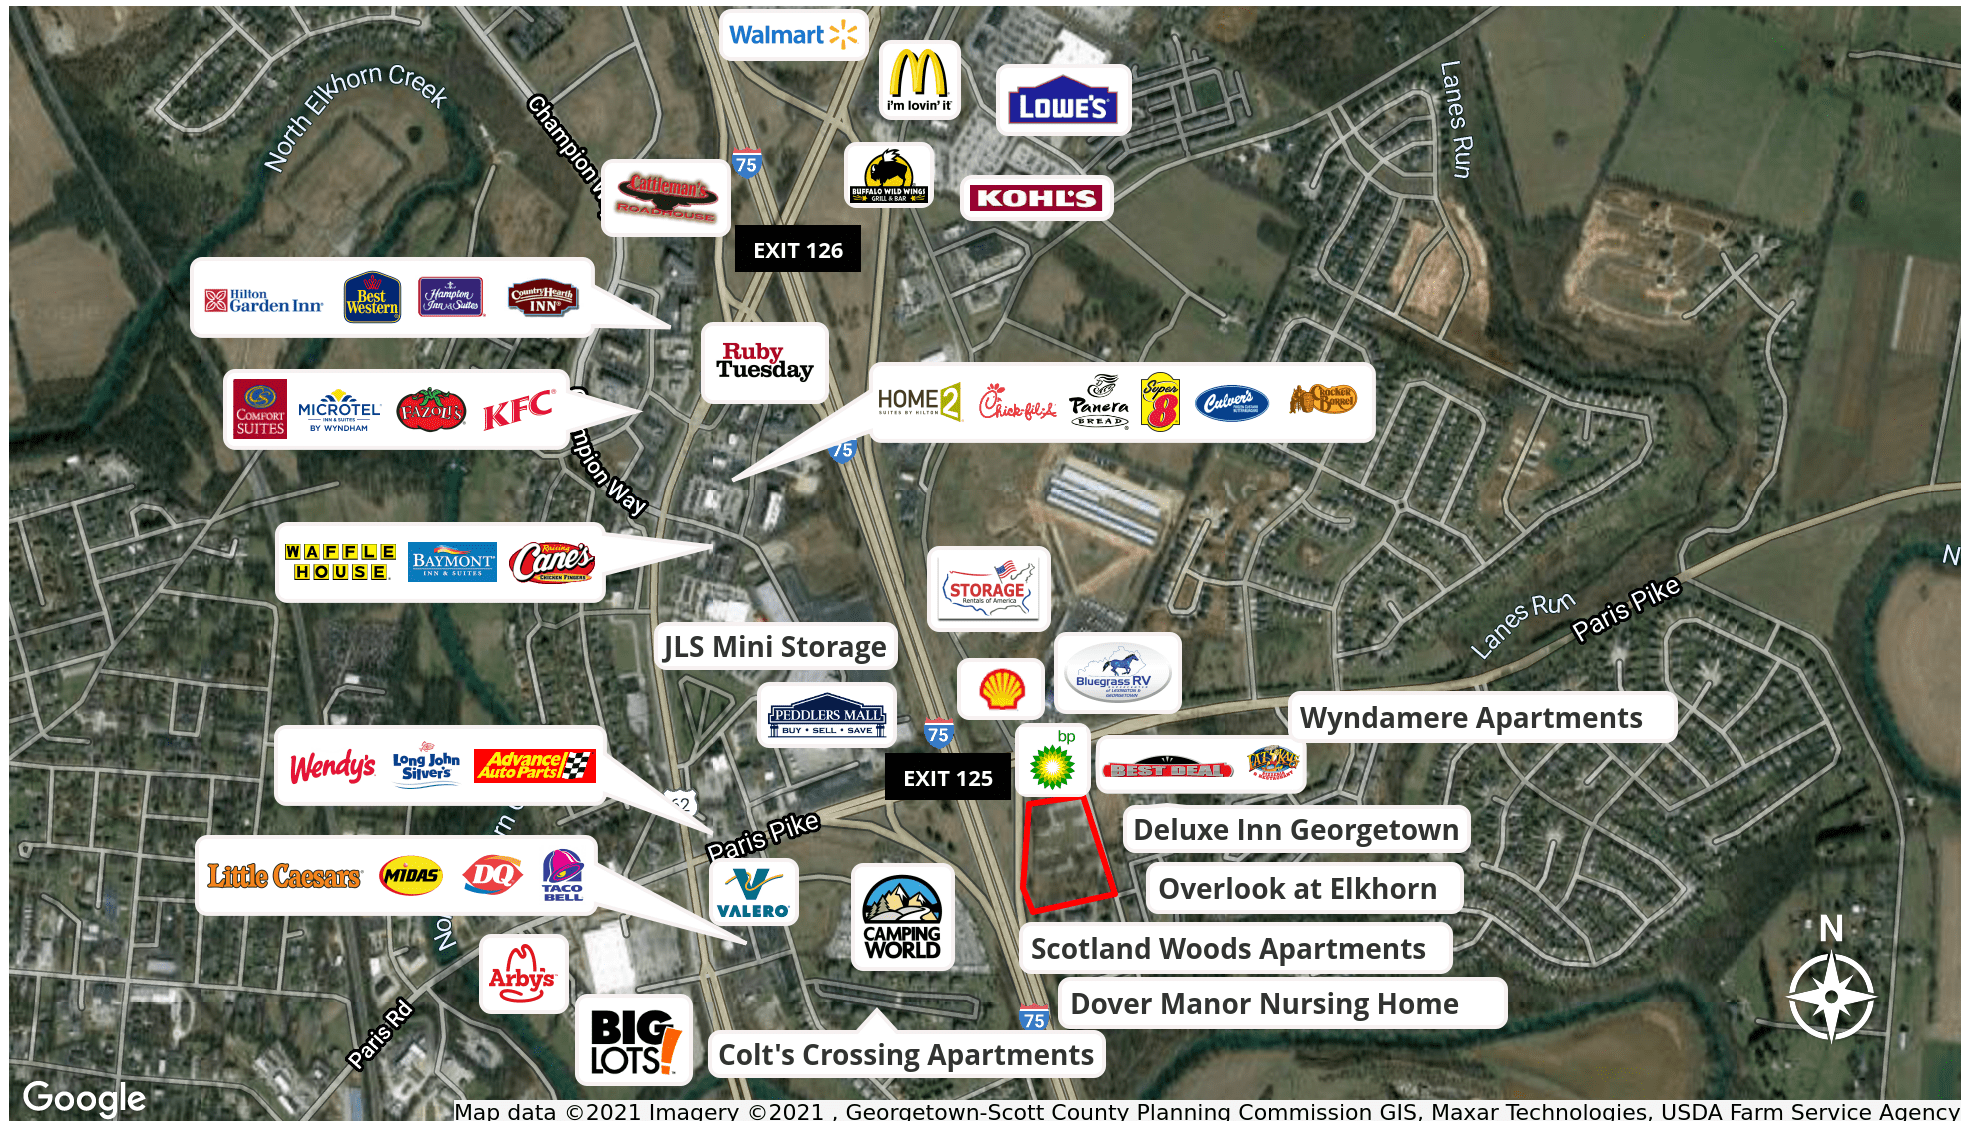 Walmart
i'm lovin' it
LOWE'S
North Elkhorn Creek
Champion W
Lanes Run
75
Cattleman's
ROADHOUSE
BUFFALO WILD WINGS
GRILL & BAR
KOHL'S
EXIT 126
Hilton
Garden Inn
Best
Western
Hampton
Inn & Suites
Country Hearth
INN
Ruby
Tuesday
COMFORT
SUITES
MICROTEL
INN & SUITES
BY WYNDHAM
FAZOLI'S
KFC
HOME2
SUITES BY HILTON
Chick-fil-A
Panera
BREAD
Super
8
Culver's
Cracker
Barrel
75
mpion Way
WAFFLE
HOUSE
BAYMONT
INN & SUITES
Raising
Cane's
CHICKEN FINGERS
STORAGE
Rentals of America
N
Lanes Run
Paris Pike
JLS Mini Storage
Bluegrass RV
PEDDLERS MALL
BUY • SELL • SAVE
75
Wyndamere Apartments
bp
EXIT 125
BEST DEAL
Wendy's
Long John
Silver's
Advance
Auto Parts
62
Paris Pike
Deluxe Inn Georgetown
Little Caesars
MIDAS
DQ
TACO
BELL
VALERO
CAMPING
WORLD
Overlook at Elkhorn
No
rn
Scotland Woods Apartments
Arby's
Dover Manor Nursing Home
N
75
Paris Rd
BIG
LOTS!
Colt's Crossing Apartments
Google
Map data ©2021 Imagery ©2021 , Georgetown-Scott County Planning Commission GIS, Maxar Technologies, USDA Farm Service Agency